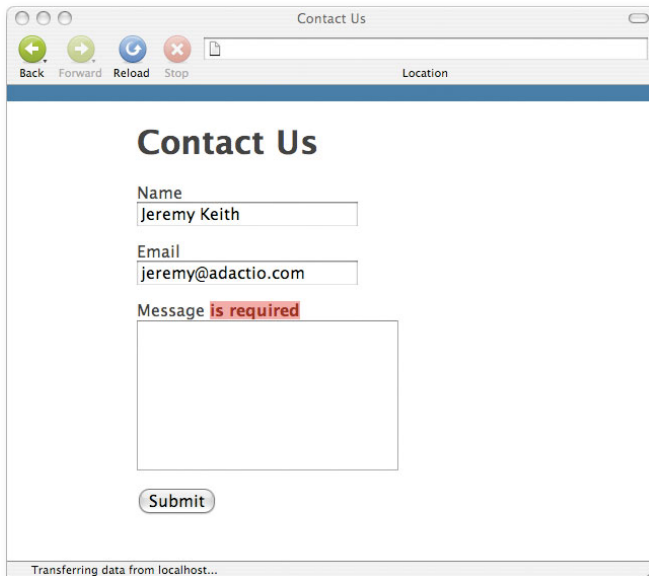 Contact Us
Back Forward Reload Stop Location
Contact Us
Name
Jeremy Keith
Email
jeremy@adactio.com
Message is required
Submit
Transferring data from localhost...